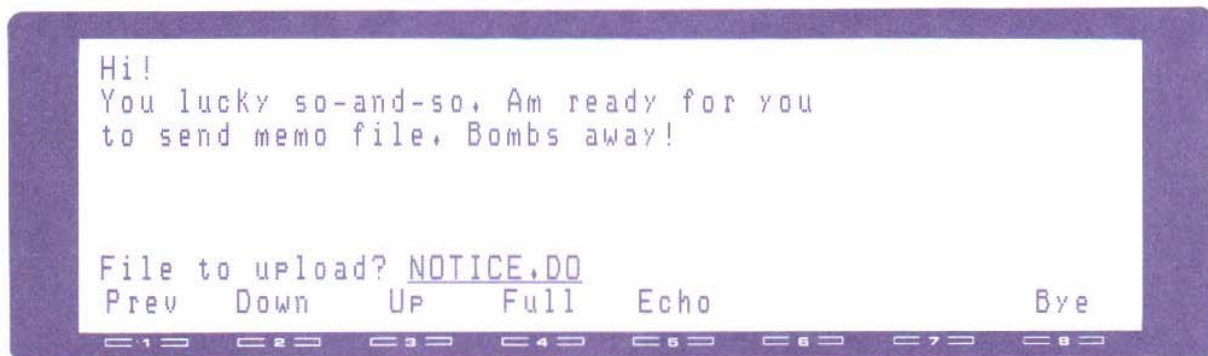 Hi!
You lucky so-and-so. Am ready for you
to send memo file. Bombs away!
File to upload? NOTICE.DO
Prev Down Up Full Echo Bye
1 2 3 4 5 6 7 8